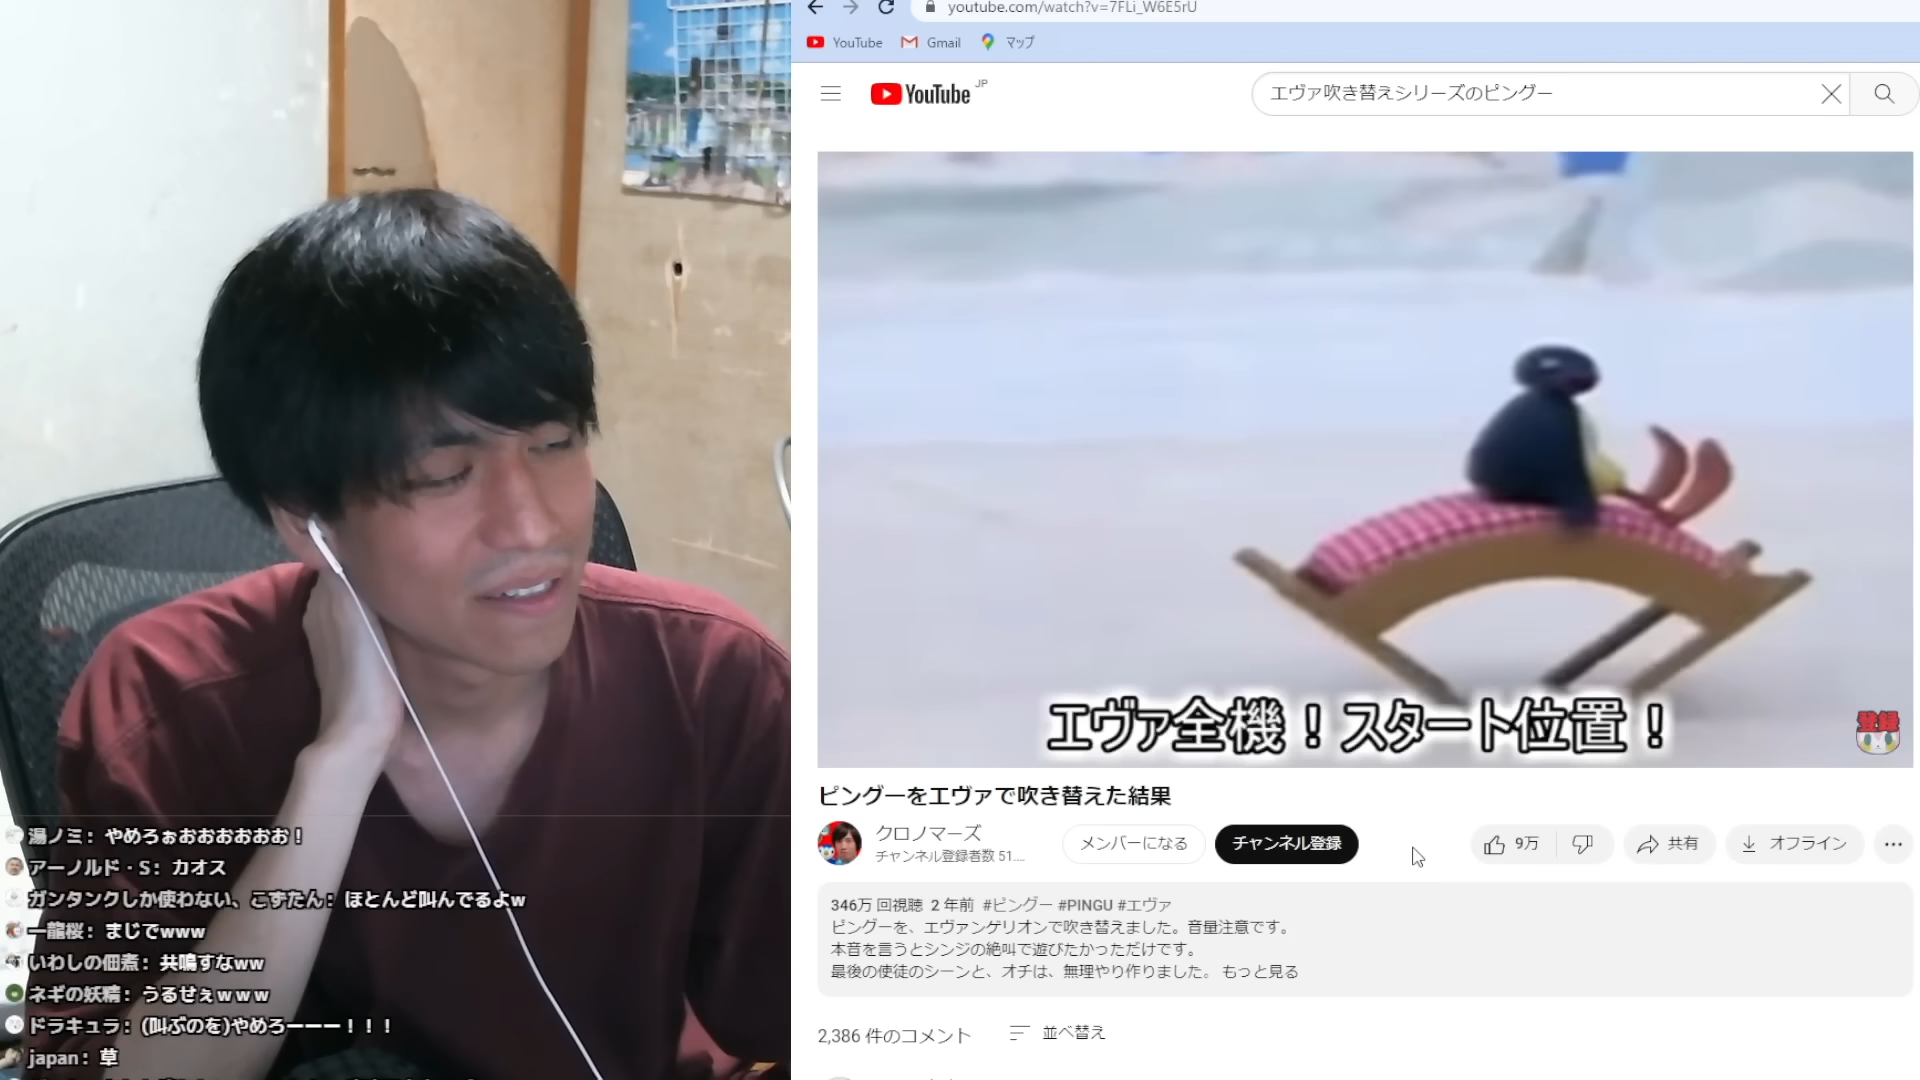 youtube.com/watch?v=7FLi_W6E5rU
YouTube Gmail マップ
YouTube JP
エヴァ吹き替えシリーズのピングー
エヴァ全機！スタート位置！
登録
ピングーをエヴァで吹き替えた結果
クロノマーズ
チャンネル登録者数 51....
メンバーになる
チャンネル登録
9万
共有
オフライン
346万 回視聴 2 年前 #ピングー #PINGU #エヴァ
ピングーを、エヴァンゲリオンで吹き替えました。音量注意です。
本音を言うとシンジの絶叫で遊びたかっただけです。
最後の使徒のシーンと、オチは、無理やり作りました。 もっと見る
2,386 件のコメント
並べ替え
湯ノミ: やめろぉおおおおおお！
アーノルド・S: カオス
ガンタンクしか使わない、こすたん: ほとんど叫んでるよw
一龍桜: まじでwww
いわしの佃煮: 共鳴すなww
ネギの妖精: うるせぇｗｗｗ
ドラキュラ: (叫ぶのを)やめろーーー！！！
japan: 草